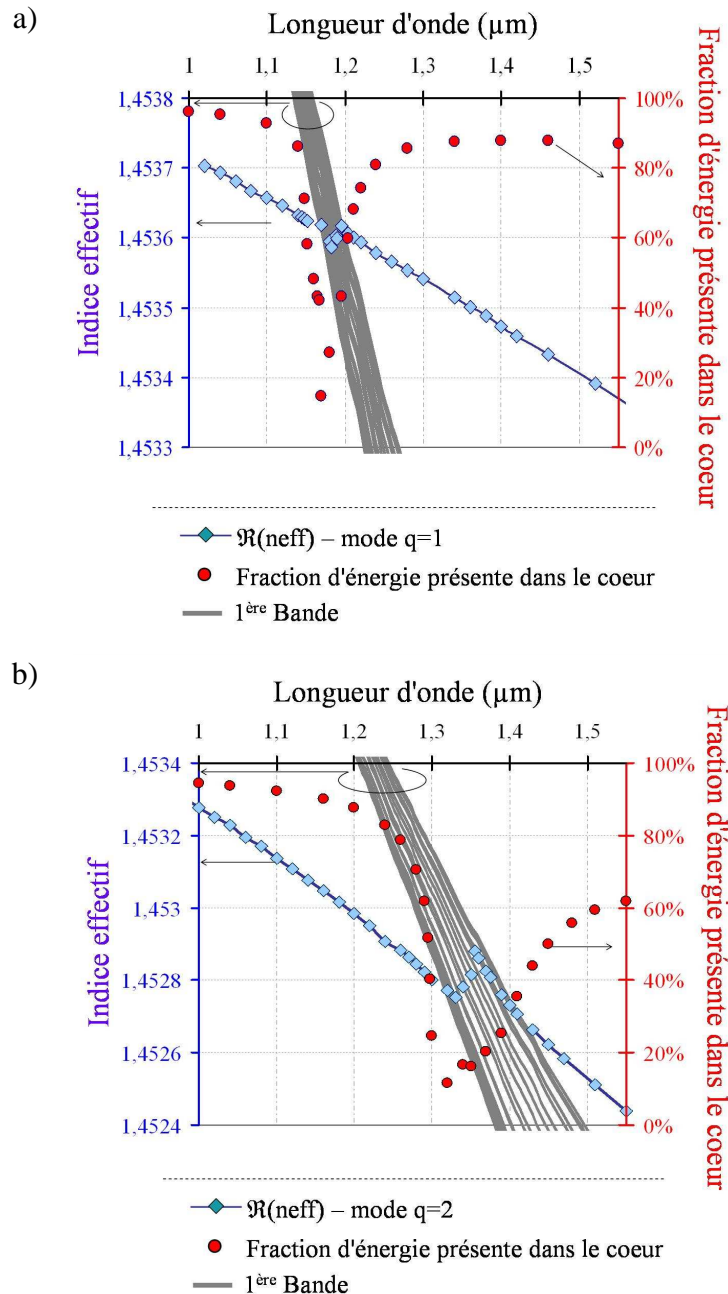 a)
Longueur d'onde (µm)
1 1,1 1,2 1,3 1,4 1,5
Indice effectif
1,4538
1,4537
1,4536
1,4535
1,4534
1,4533
100%
80%
60%
40%
20%
0%
Fraction d'énergie présente dans le coeur
ℜ(neff) – mode q=1
Fraction d'énergie présente dans le coeur
1ère Bande
b)
Longueur d'onde (µm)
1 1,1 1,2 1,3 1,4 1,5
Indice effectif
1,4534
1,4532
1,453
1,4528
1,4526
1,4524
100%
80%
60%
40%
20%
0%
Fraction d'énergie présente dans le coeur
ℜ(neff) – mode q=2
Fraction d'énergie présente dans le coeur
1ère Bande